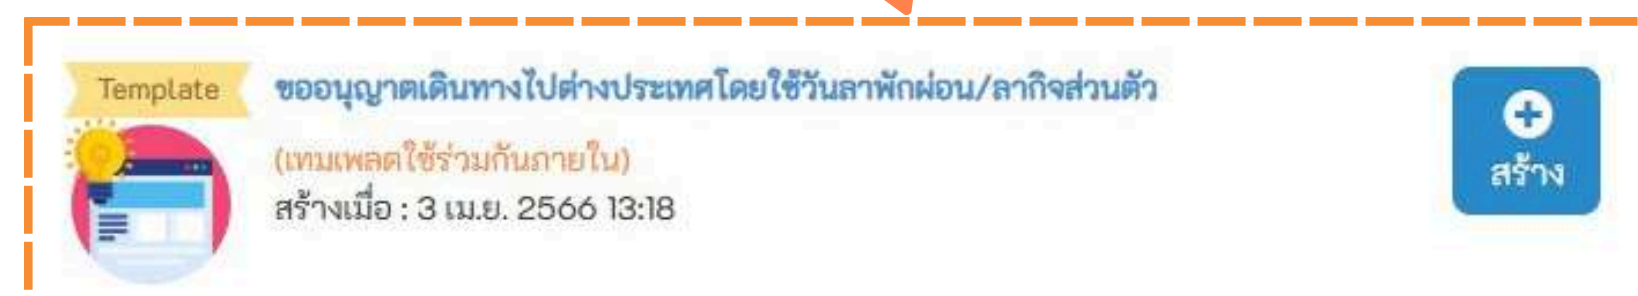 Template
ขออนุญาตเดินทางไปต่างประเทศโดยใช้วันลาพักผ่อน/ลากิจส่วนตัว
(เทมเพลตใช้ร่วมกันภายใน)
สร้างเมื่อ : 3 เม.ย. 2566 13:18
สร้าง